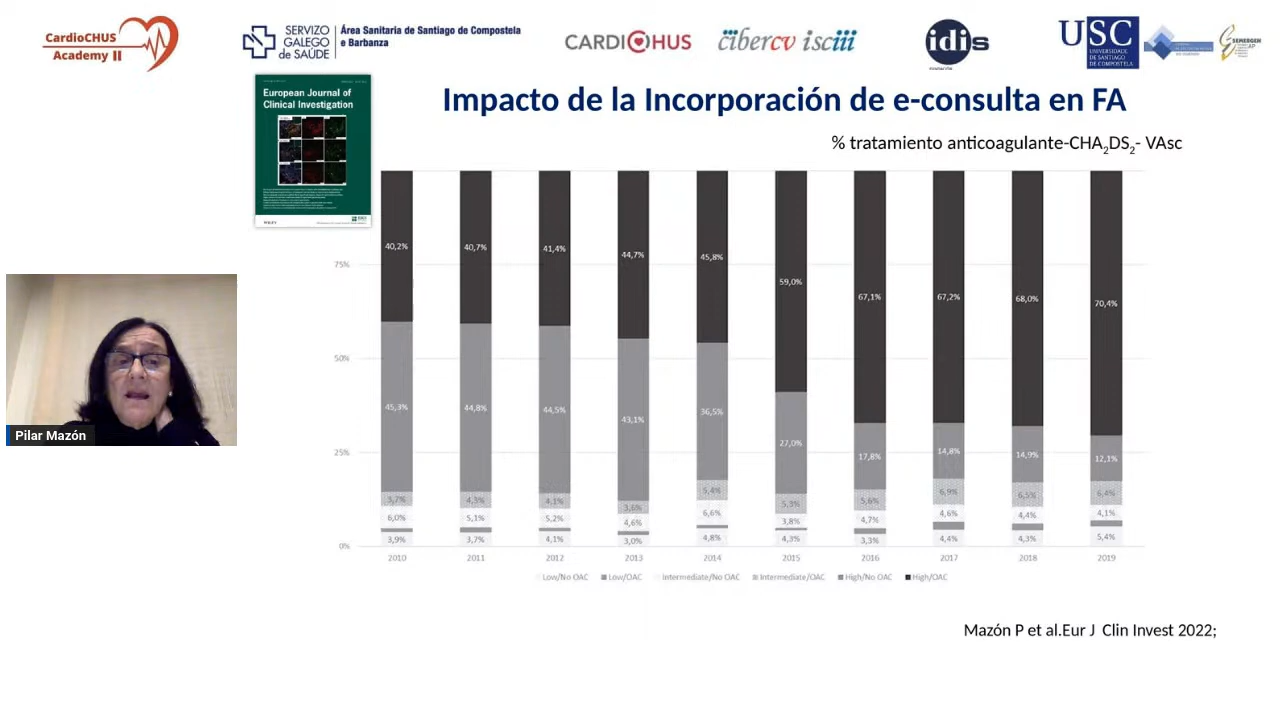 CardioCHUS
Academy II
SERVIZO
GALEGO
de SAÚDE
Área Sanitaria de Santiago de Compostela
e Barbanza
CARDIOCHUS
cibercv isciii
idis
FUNDACIÓN
USC
UNIVERSIDADE
DE SANTIAGO
DE COMPOSTELA
SEMERGEN
European Journal of
Clinical Investigation
WILEY
Impacto de la Incorporación de e-consulta en FA
% tratamiento anticoagulante-CHA2DS2- VAsc
40,2% 40,7% 41,4% 44,7% 45,8% 59,0% 67,1% 67,2% 68,0% 70,4%
75%
50%
45,3% 44,8% 44,5% 43,1% 36,5% 27,0% 17,8% 14,8% 14,9% 12,1%
25%
3,7% 4,3% 4,1% 3,6% 5,4% 5,3% 5,6% 6,9% 6,5% 6,4%
6,0% 5,1% 5,2% 4,6% 6,6% 3,8% 4,7% 4,6% 4,4% 4,1%
3,9% 3,7% 4,1% 3,0% 4,8% 4,3% 3,3% 4,4% 4,3% 5,4%
0%
2010 2011 2012 2013 2014 2015 2016 2017 2018 2019
Low/No OAC Low/OAC Intermediate/No OAC Intermediate/OAC High/No OAC High/OAC
Pilar Mazón
Mazón P et al.Eur J Clin Invest 2022;